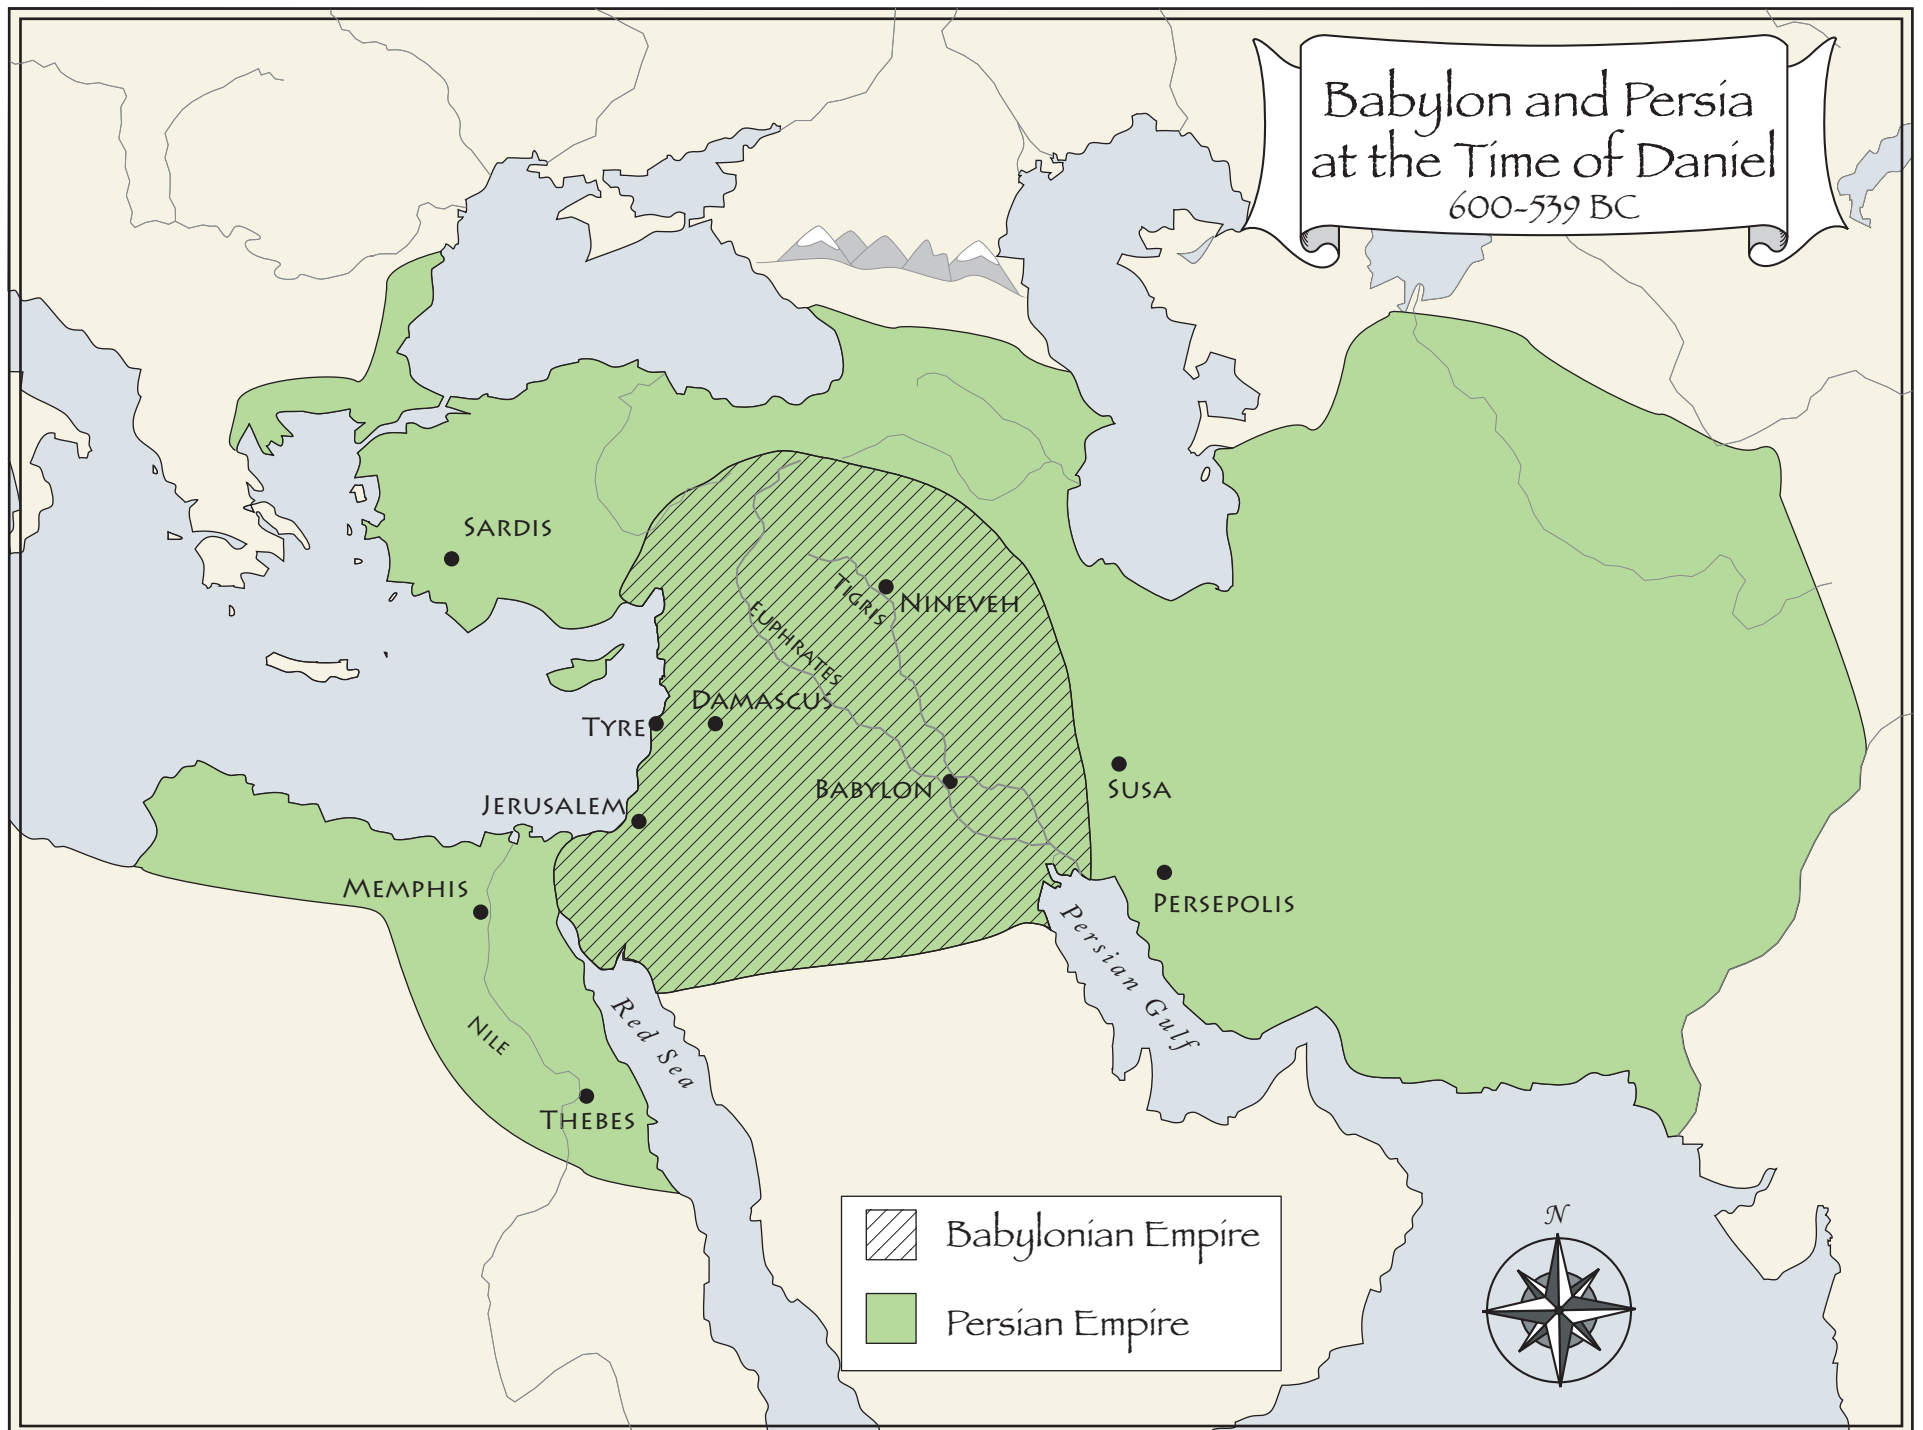 Babylon and Persia
at the Time of Daniel
600-539 BC
SARDIS
TIGRIS
NINEVEH
EUPHRATES
DAMASCUS
TYRE
SUSA
BABYLON
JERUSALEM
MEMPHIS
PERSEPOLIS
Persian Gulf
Red Sea
NILE
THEBES
N
Babylonian Empire
Persian Empire